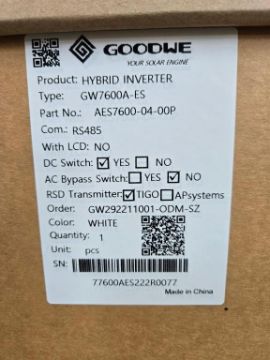 GOODWE
YOUR SOLAR ENGINE
Product: HYBRID INVERTER
Type: GW7600A-ES
Part No.: AES7600-04-00P
Com.: RS485
With LCD: NO
DC Switch: ☑ YES ☐ NO
AC Bypass Switch: ☐ YES ☑ NO
RSD Transmitter: ☑ TIGO ☐ APsystems
Order: GW292211001-ODM-SZ
Color: WHITE
Quantity: 1
Unit: pcs
SN:
77600AES222R0077
Made in China